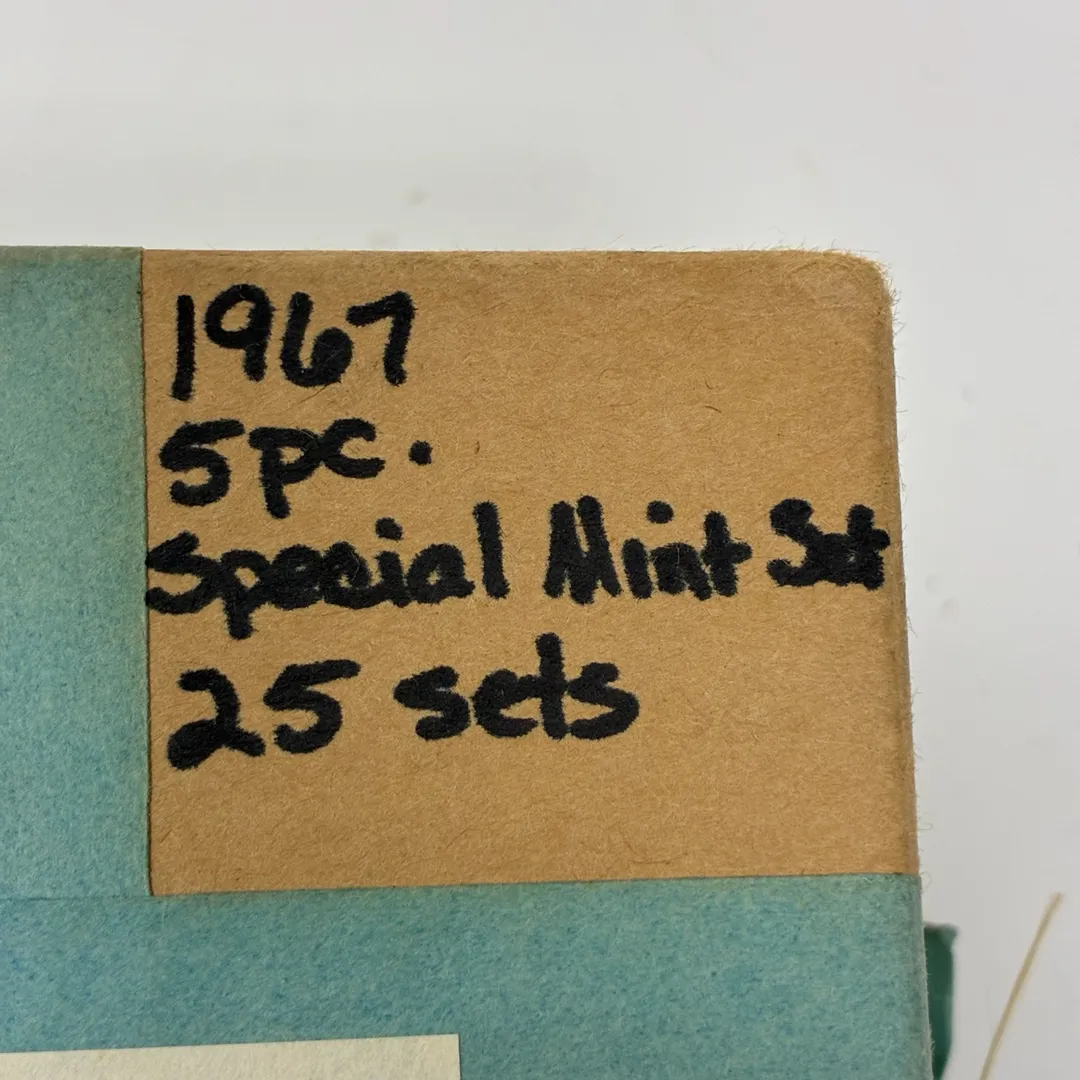 1967
5pc.
Special Mint Set
25 sets